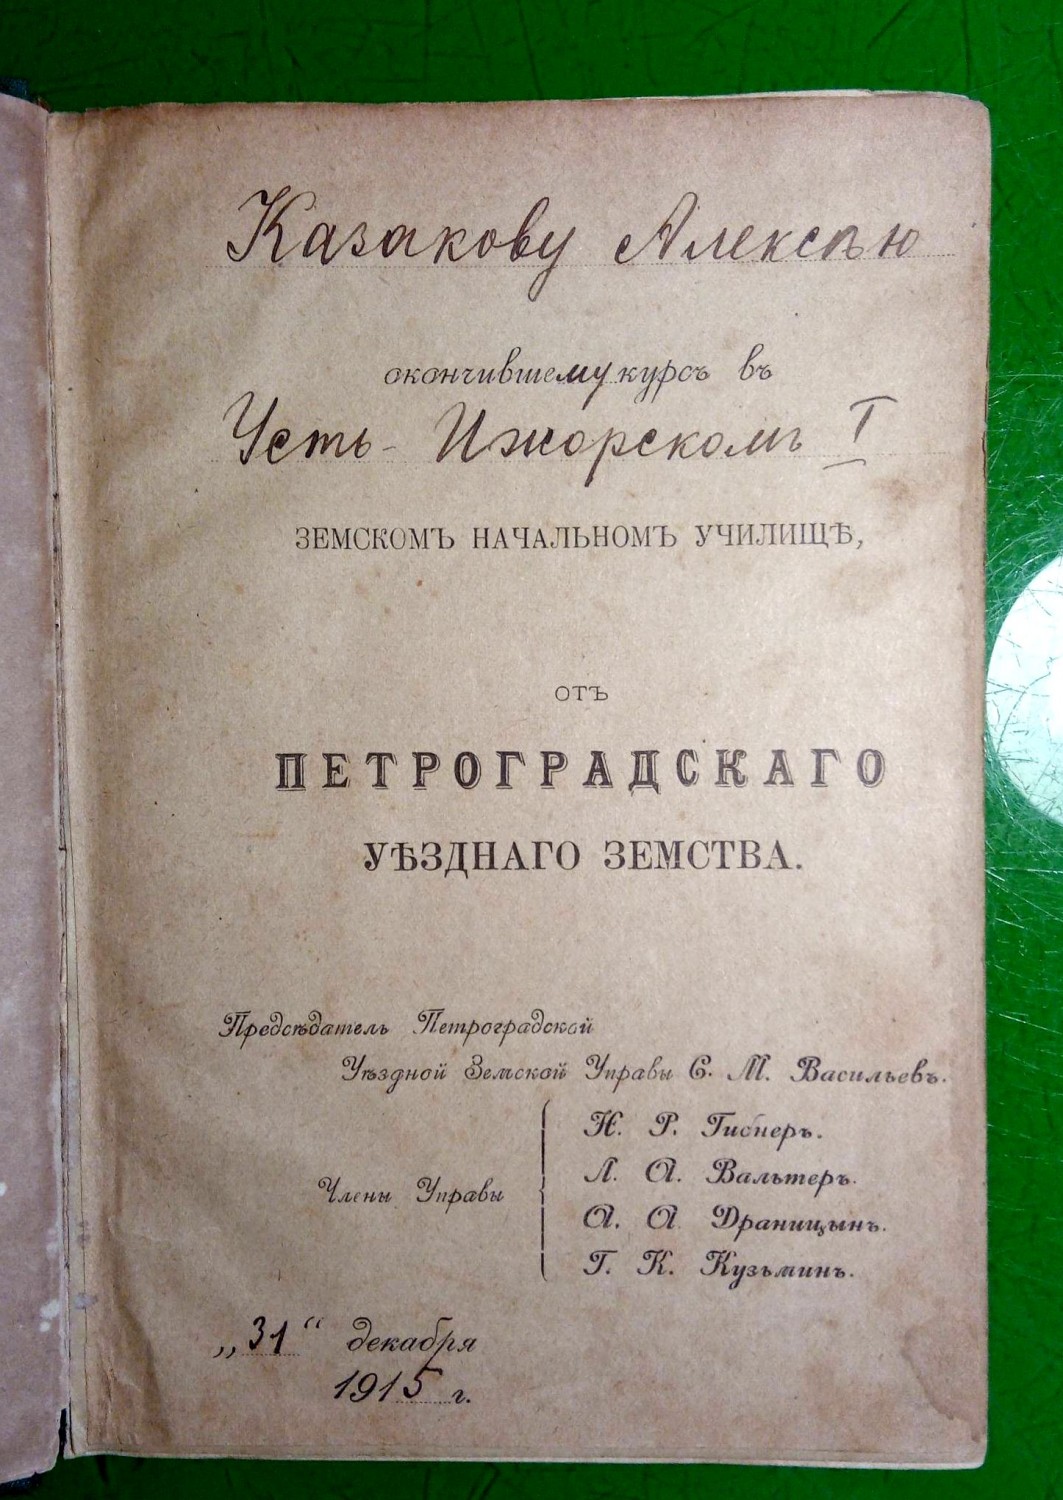 Казакову Алексѣю
окончившему курсъ въ
Усть-Ижорскомъ I
ЗЕМСКОМЪ НАЧАЛЬНОМЪ УЧИЛИЩѢ,
ОТЪ
ПЕТРОГРАДСКАГО
УѢЗДНАГО ЗЕМСТВА.
Предсѣдатель Петроградской
Уѣздной Земской Управы С. М. Васильевъ.
Н. Р. Гиснеръ.
Л. А. Вальтеръ.
Члены Управы
А. А. Драницынъ.
Г. К. Кузьминъ.
„31“ декабря
1915 г.